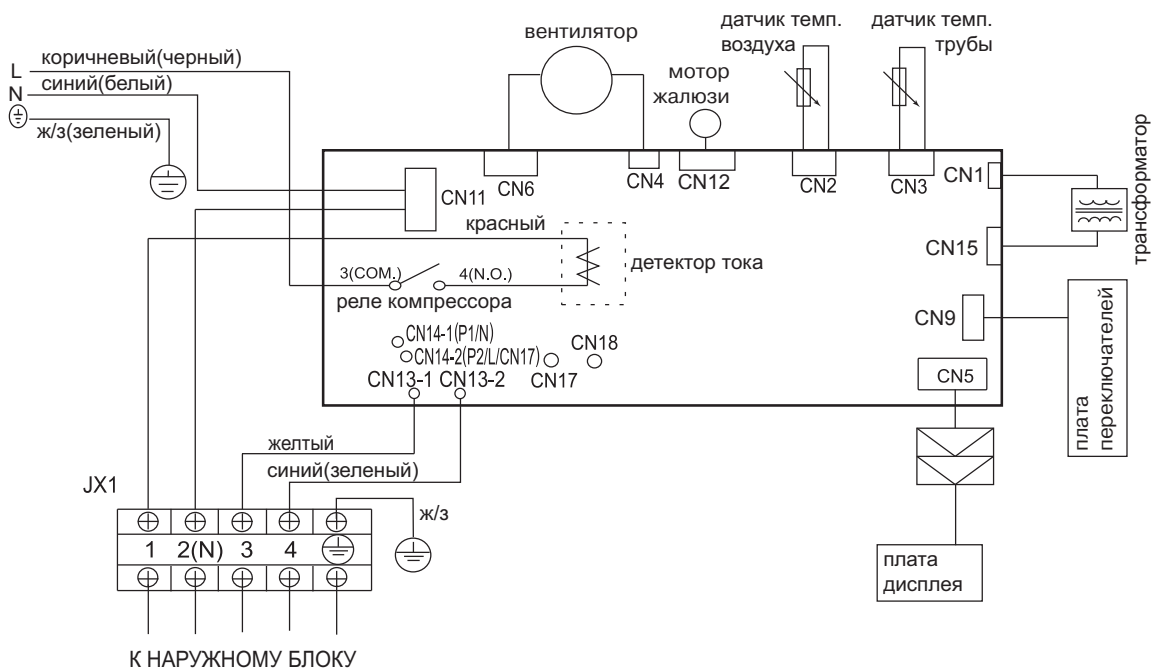 L
коричневый(черный)
N
синий(белый)
ж/з(зеленый)
вентилятор
мотор
жалюзи
датчик темп.
воздуха
датчик темп.
трубы
CN6
CN4
CN12
CN2
CN3
CN1
CN11
CN15
трансформатор
красный
детектор тока
3(COM.)
4(N.O.)
реле компрессора
CN9
плата
переключателей
CN14-1(P1/N)
CN14-2(P2/L/CN17)
CN18
CN13-1
CN13-2
CN17
CN5
желтый
синий(зеленый)
JX1
ж/з
1
2(N)
3
4
плата
дисплея
К НАРУЖНОМУ БЛОКУ